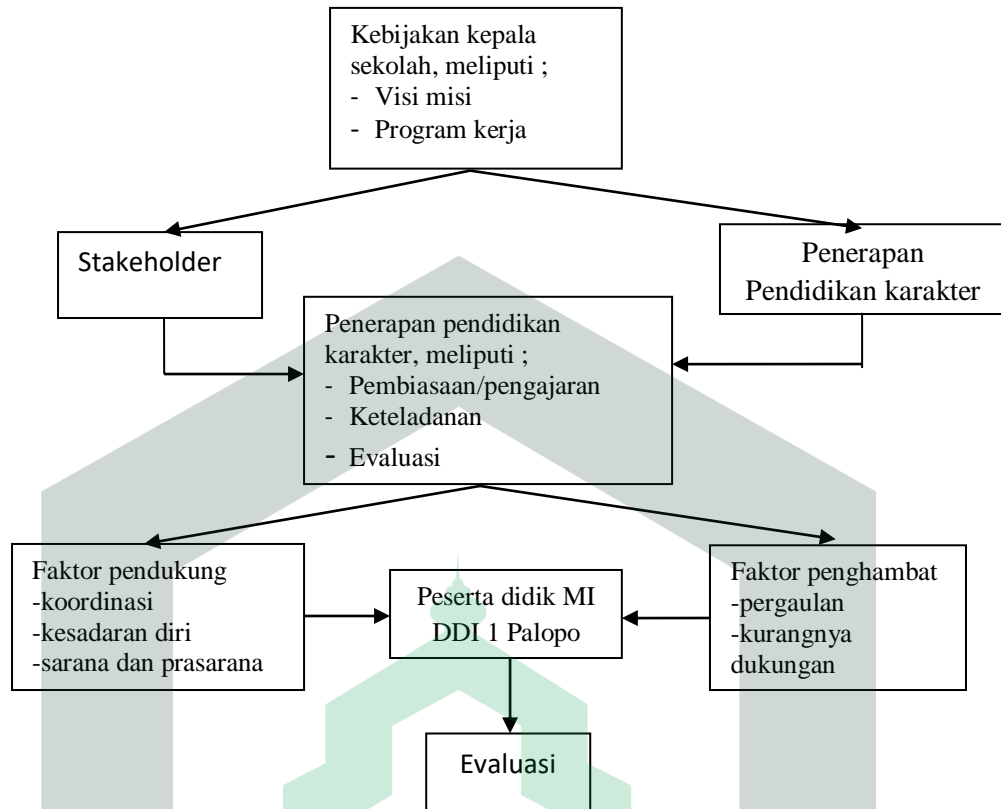 Kebijakan kepala
sekolah, meliputi ;
- Visi misi
- Program kerja
Stakeholder
Penerapan
Pendidikan karakter
Penerapan pendidikan
karakter, meliputi ;
- Pembiasaan/pengajaran
- Keteladanan
- Evaluasi
Faktor pendukung
-koordinasi
-kesadaran diri
-sarana dan prasarana
Peserta didik MI
DDI 1 Palopo
Faktor penghambat
-pergaulan
-kurangnya
dukungan
Evaluasi